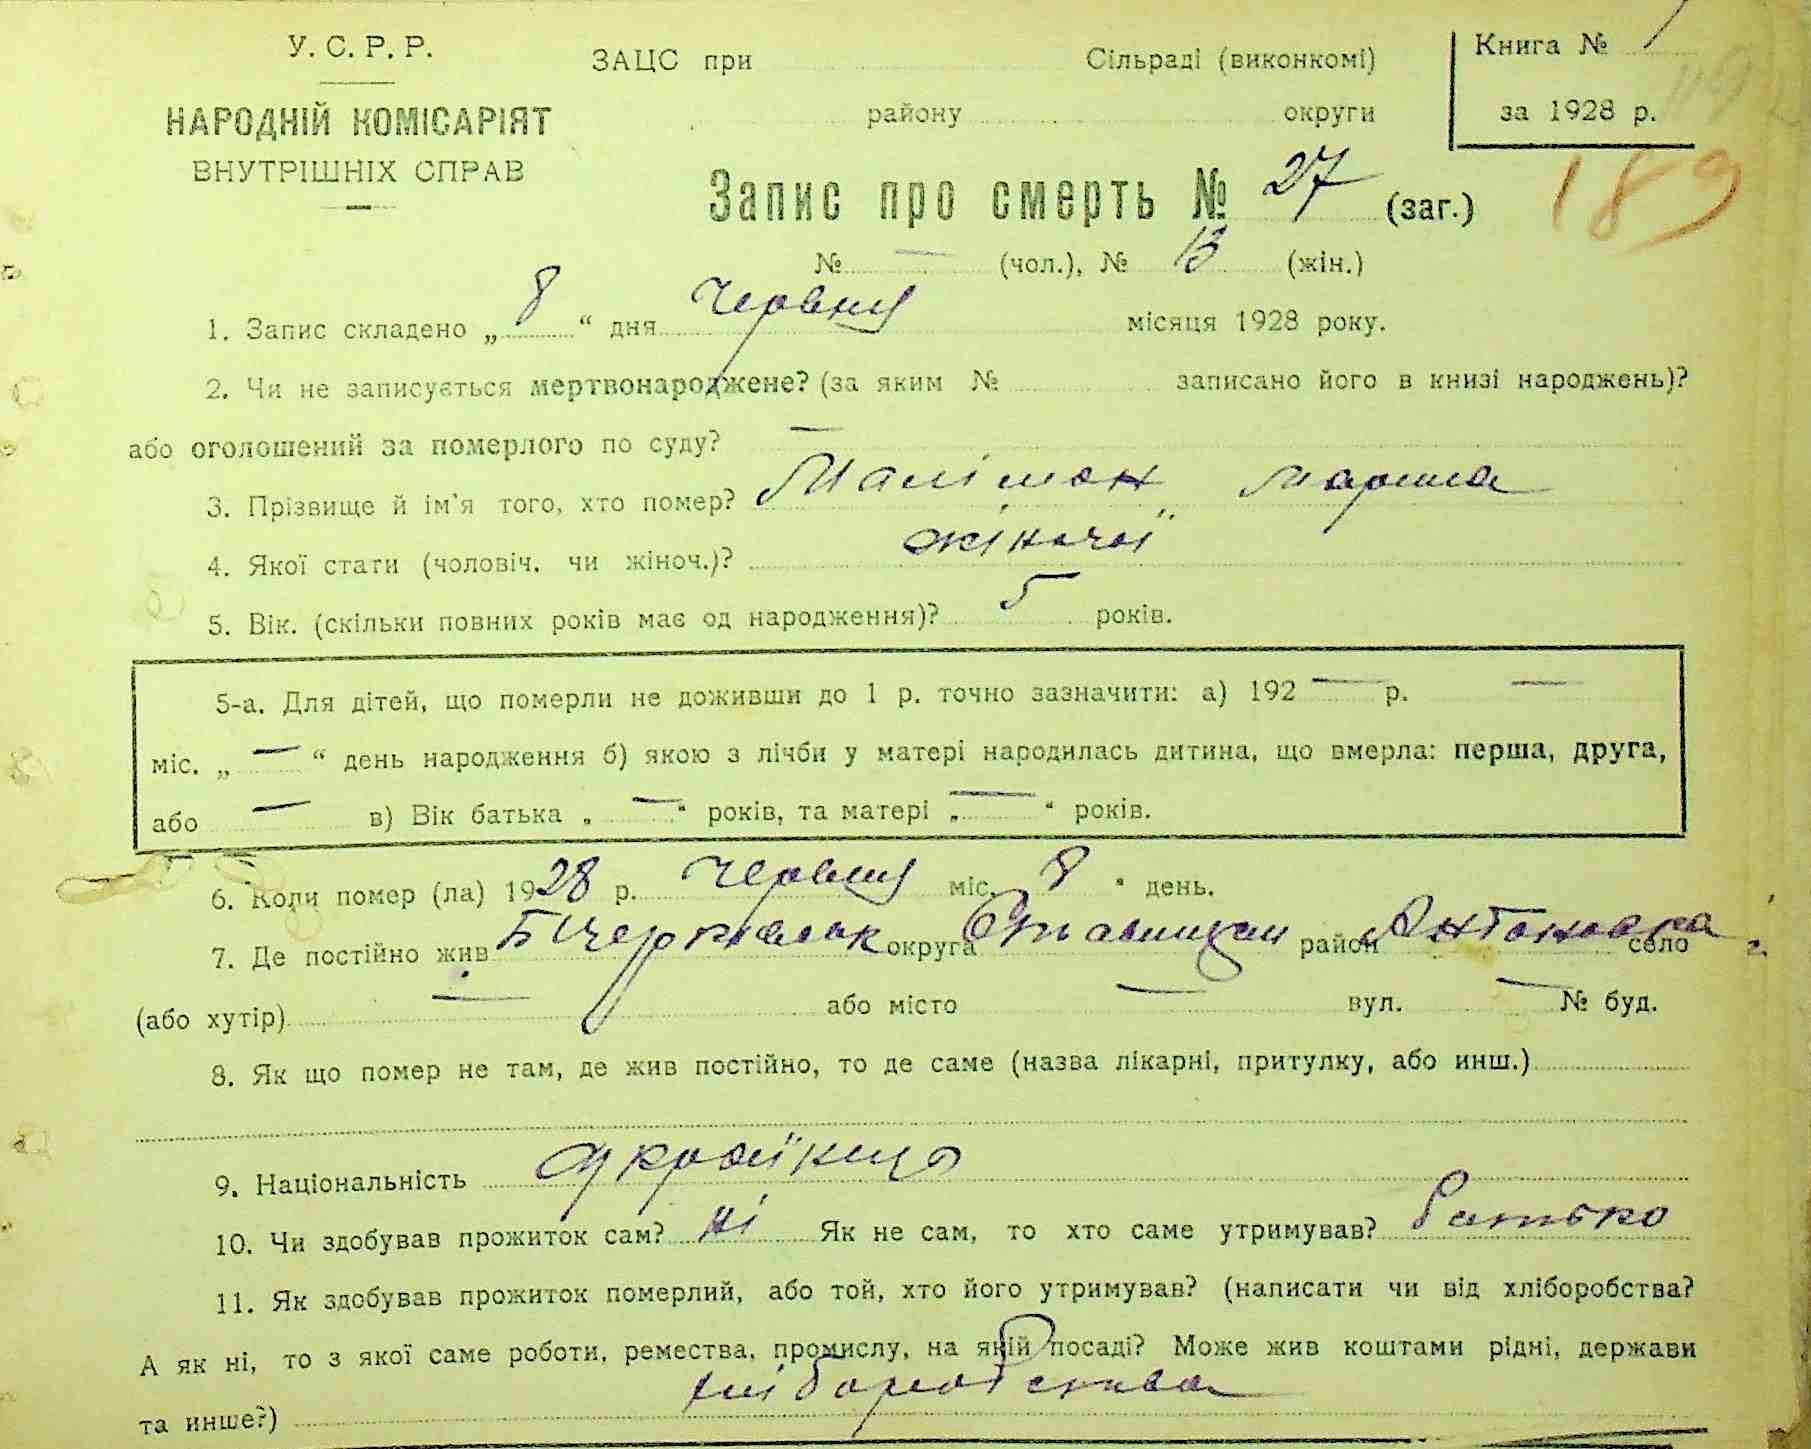 У. С. Р. Р.
НАРОДНІЙ КОМІСАРІЯТ
ВНУТРІШНІХ СПРАВ
ЗАЦС при Сільраді (виконкомі)
району округи
Книга №
за 1928 р.
189
Запис про смерть № 27 (заг.)
№ — (чол.), № 13 (жін.)
1. Запис складено „ 8 “ дня Червня місяця 1928 року.
2. Чи не записується мертвонароджене? (за яким № записано його в книзі народжень)?
або оголошений за померлого по суду? —
3. Прізвище й ім'я того, хто помер?
4. Якої стати (чоловіч. чи жіноч.)? жіночої
5. Вік. (скільки повних років має од народження)? 5 років.
5-а. Для дітей, що померли не доживши до 1 р. точно зазначити: а) 192 — р. —
міс. „ — “ день народження б) якою з лічби у матері народилась дитина, що вмерла: перша, друга,
або — в) Вік батька „ — “ років, та матері „ — “ років.
6. Коли помер (ла) 1928 р. Червня міс. 8 “ день.
7. Де постійно жив округа район Антоновка село
(або хутір) — або місто — вул. — № буд.
8. Як що помер не там, де жив постійно, то де саме (назва лікарні, притулку, або инш.)
9. Національність
10. Чи здобував прожиток сам? ні Як не сам, то хто саме утримував? батько
11. Як здобував прожиток померлий, або той, хто його утримував? (написати чи від хліборобства?
А як ні, то з якої саме роботи, ремества, промислу, на якій посаді? Може жив коштами рідні, держави
та инше?) хліборобства